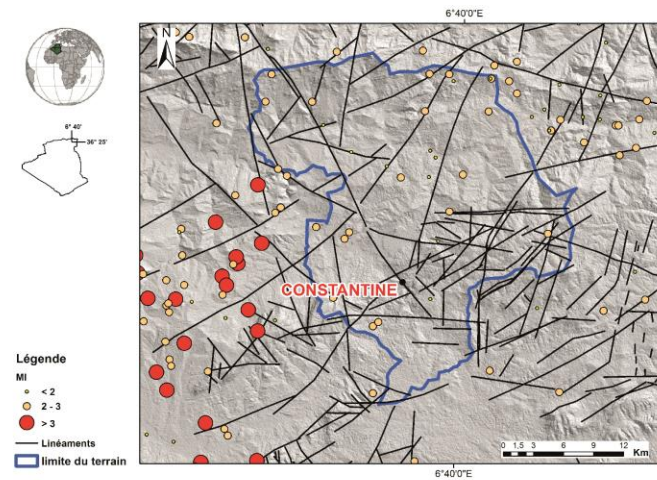 6°40'0"E
N
6° 40'
36° 25'
CONSTANTINE
Légende
MI
< 2
2 - 3
> 3
Linéaments
limite du terrain
0 1,5 3 6 9 12
Km
6°40'0"E